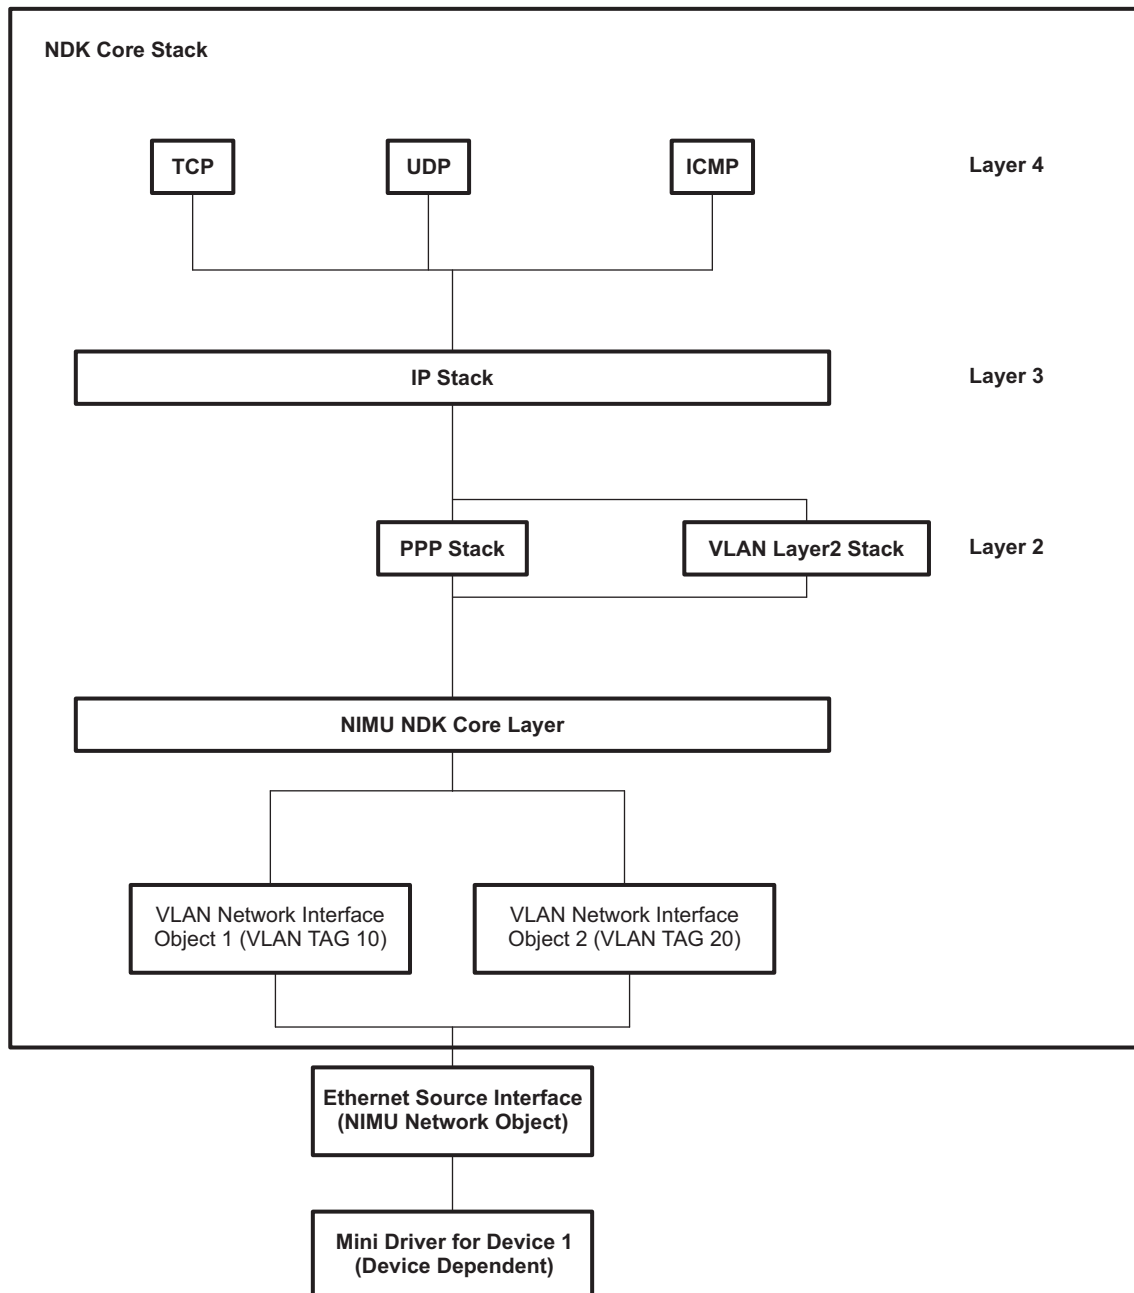 NDK Core Stack
TCP
UDP
ICMP
Layer 4
IP Stack
Layer 3
PPP Stack
VLAN Layer2 Stack
Layer 2
NIMU NDK Core Layer
VLAN Network Interface
Object 1 (VLAN TAG 10)
VLAN Network Interface
Object 2 (VLAN TAG 20)
Ethernet Source Interface
(NIMU Network Object)
Mini Driver for Device 1
(Device Dependent)